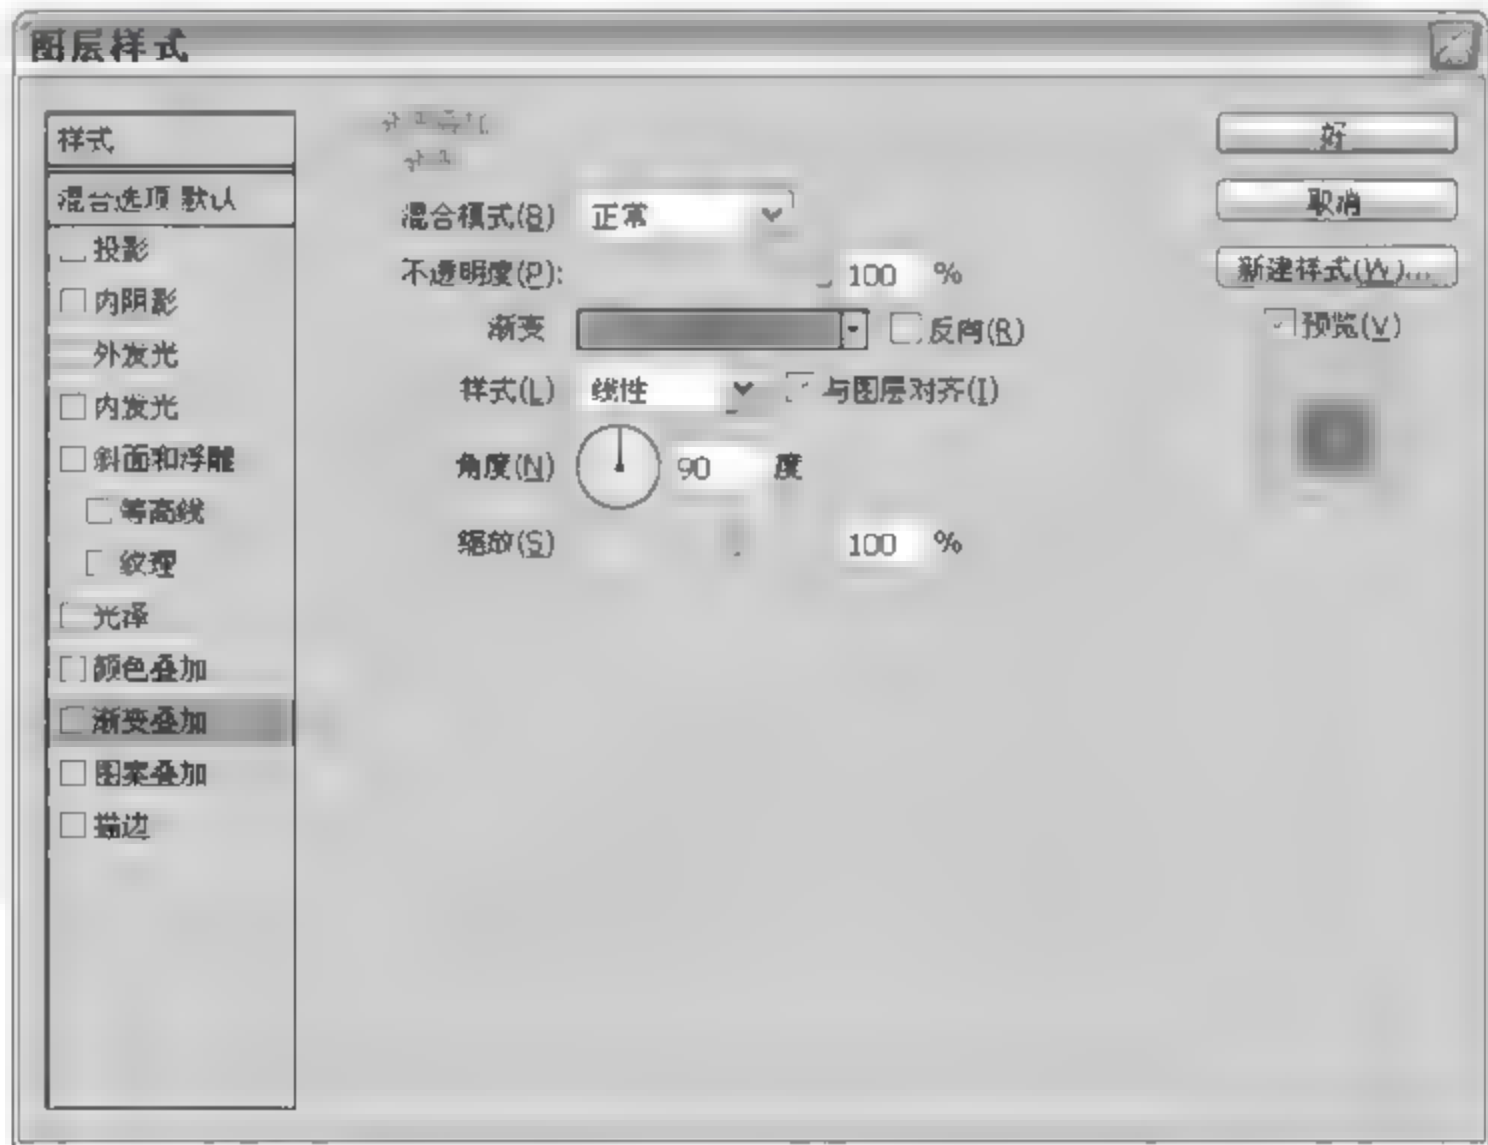 图层样式
样式
混合选项 默认
投影
内阴影
外发光
内发光
斜面和浮雕
等高线
纹理
光泽
颜色叠加
渐变叠加
图案叠加
描边
混合模式(B) 正常
不透明度(P): 100 %
渐变 反向(R)
样式(L) 线性 与图层对齐(I)
角度(N) 90 度
缩放(S) 100 %
好
取消
新建样式(W)...
预览(V)